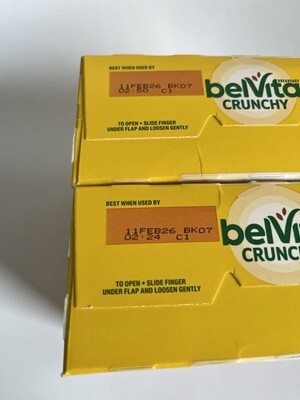 BEST WHEN USED BY
11FEB26 BK07
02:50 C1
belVita
BREAKFAST
CRUNCHY
TO OPEN • SLIDE FINGER
UNDER FLAP AND LOOSEN GENTLY
BEST WHEN USED BY
11FEB26 BK07
02:24 C1
belVita
CRUNCHY
TO OPEN • SLIDE FINGER
UNDER FLAP AND LOOSEN GENTLY